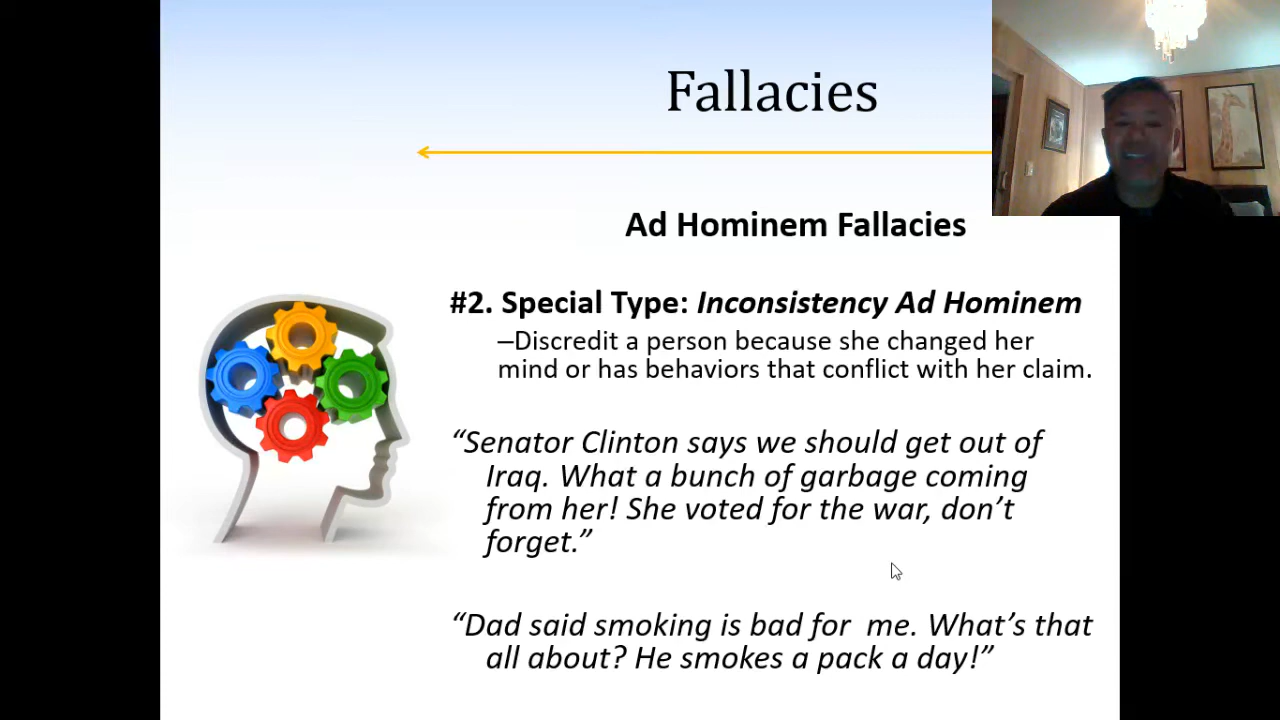 Fallacies
Ad Hominem Fallacies
#2. Special Type: Inconsistency Ad Hominem
–Discredit a person because she changed her
mind or has behaviors that conflict with her claim.
“Senator Clinton says we should get out of
Iraq. What a bunch of garbage coming
from her! She voted for the war, don’t
forget.”
“Dad said smoking is bad for  me. What’s that
all about? He smokes a pack a day!”